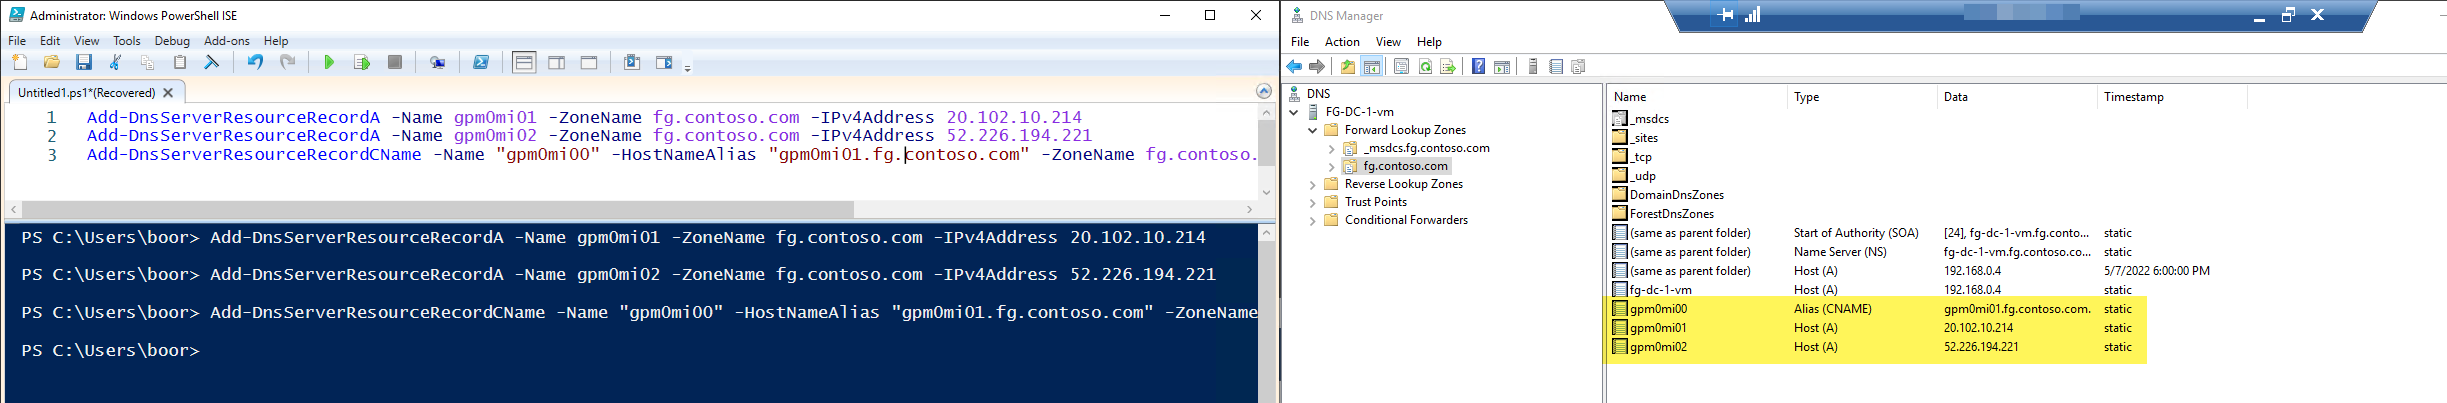 Administrator: Windows PowerShell ISE
File Edit View Tools Debug Add-ons Help
Untitled1.ps1*(Recovered)
1 Add-DnsServerResourceRecordA -Name gpm0mi01 -ZoneName fg.contoso.com -IPv4Address 20.102.10.214
2 Add-DnsServerResourceRecordA -Name gpm0mi02 -ZoneName fg.contoso.com -IPv4Address 52.226.194.221
3 Add-DnsServerResourceRecordCName -Name "gpm0mi00" -HostNameAlias "gpm0mi01.fg.contoso.com" -ZoneName fg.contoso.
PS C:\Users\boor> Add-DnsServerResourceRecordA -Name gpm0mi01 -ZoneName fg.contoso.com -IPv4Address 20.102.10.214
PS C:\Users\boor> Add-DnsServerResourceRecordA -Name gpm0mi02 -ZoneName fg.contoso.com -IPv4Address 52.226.194.221
PS C:\Users\boor> Add-DnsServerResourceRecordCName -Name "gpm0mi00" -HostNameAlias "gpm0mi01.fg.contoso.com" -ZoneName
PS C:\Users\boor>
DNS Manager
File Action View Help
DNS
FG-DC-1-vm
Forward Lookup Zones
_msdcs.fg.contoso.com
fg.contoso.com
Reverse Lookup Zones
Trust Points
Conditional Forwarders
Name Type Data Timestamp
_msdcs
_sites
_tcp
_udp
DomainDnsZones
ForestDnsZones
(same as parent folder) Start of Authority (SOA) [24], fg-dc-1-vm.fg.conto... static
(same as parent folder) Name Server (NS) fg-dc-1-vm.fg.contoso.co... static
(same as parent folder) Host (A) 192.168.0.4 5/7/2022 6:00:00 PM
fg-dc-1-vm Host (A) 192.168.0.4 static
gpm0mi00 Alias (CNAME) gpm0mi01.fg.contoso.com. static
gpm0mi01 Host (A) 20.102.10.214 static
gpm0mi02 Host (A) 52.226.194.221 static